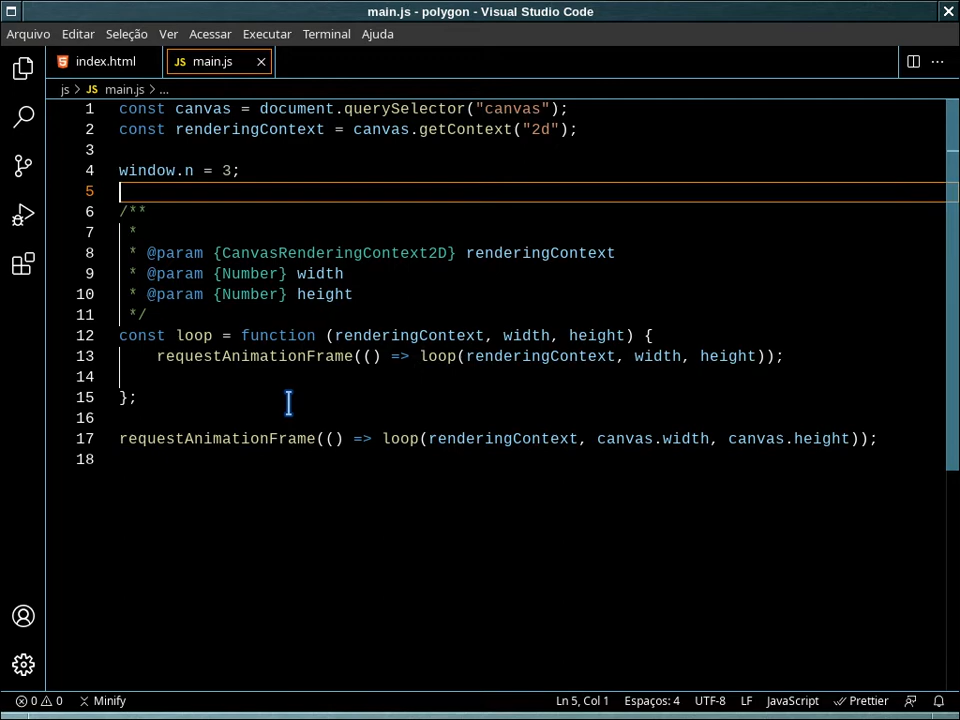 main.js - polygon - Visual Studio Code
Arquivo Editar Seleção Ver Acessar Executar Terminal Ajuda
index.html JS main.js
js > JS main.js > ...
1 const canvas = document.querySelector("canvas");
2 const renderingContext = canvas.getContext("2d");
3
4 window.n = 3;
5
6 /**
7  *
8  * @param {CanvasRenderingContext2D} renderingContext
9  * @param {Number} width
10  * @param {Number} height
11  */
12 const loop = function (renderingContext, width, height) {
13     requestAnimationFrame(() => loop(renderingContext, width, height));
14
15 };
16
17 requestAnimationFrame(() => loop(renderingContext, canvas.width, canvas.height));
18
0 0 Minify Ln 5, Col 1 Espaços: 4 UTF-8 LF JavaScript Prettier